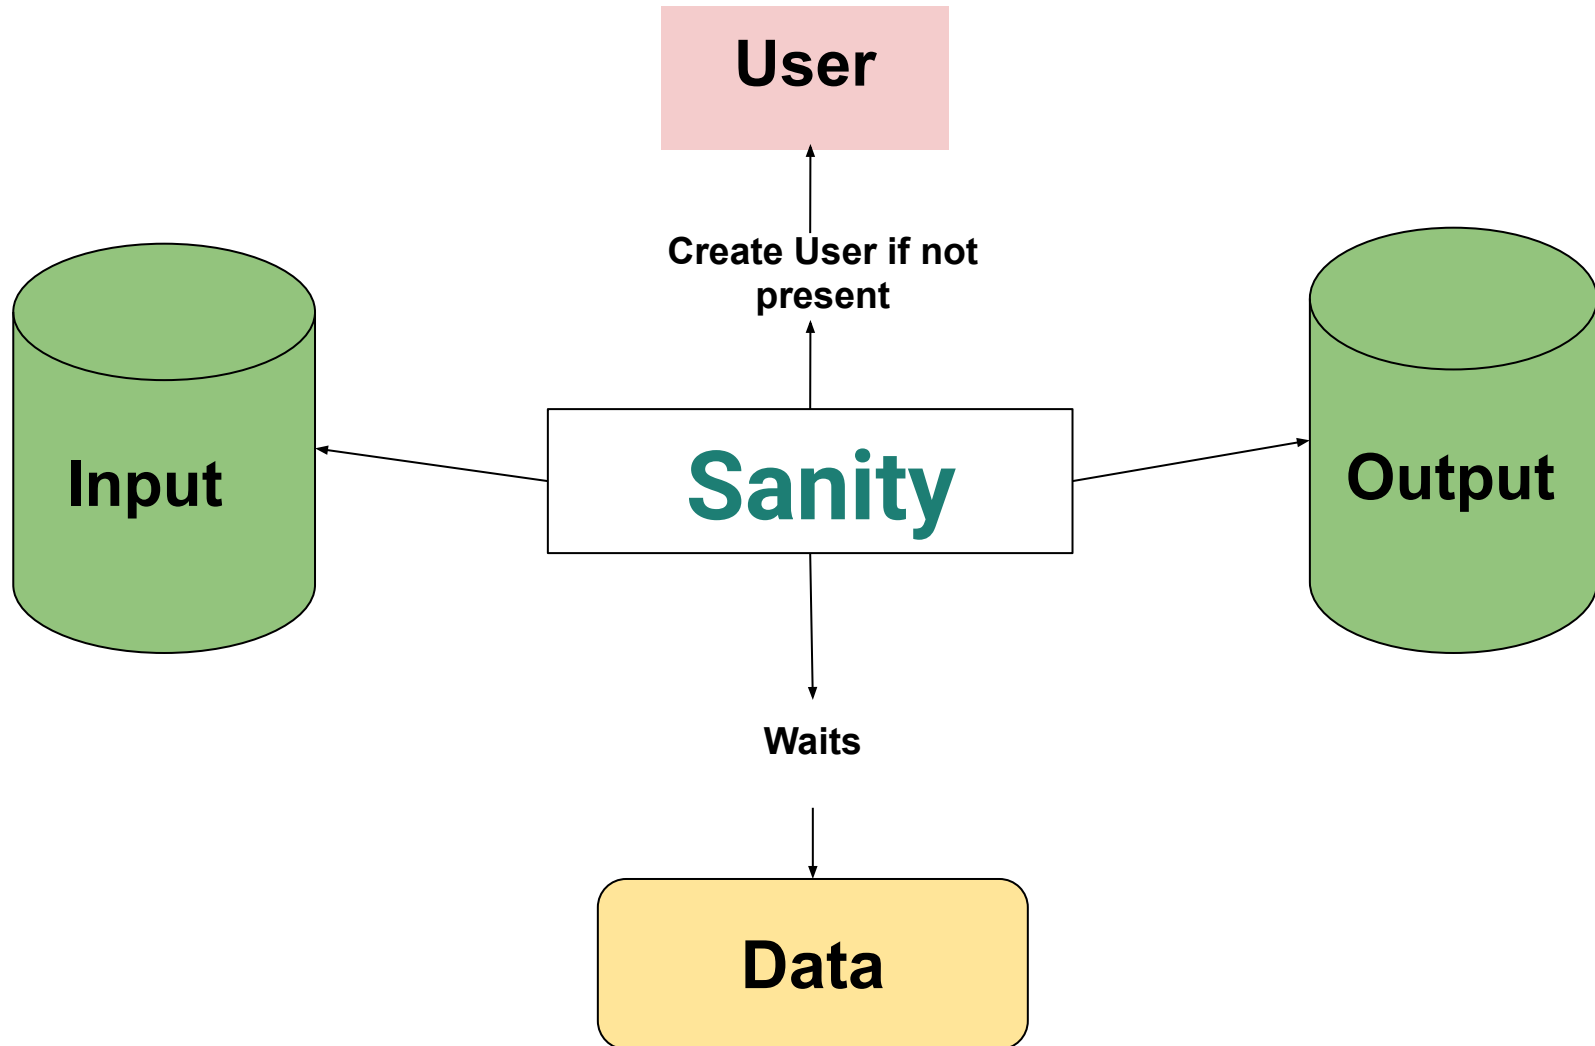 User
Create User if not
present
Input
Sanity
Output
Waits
Data